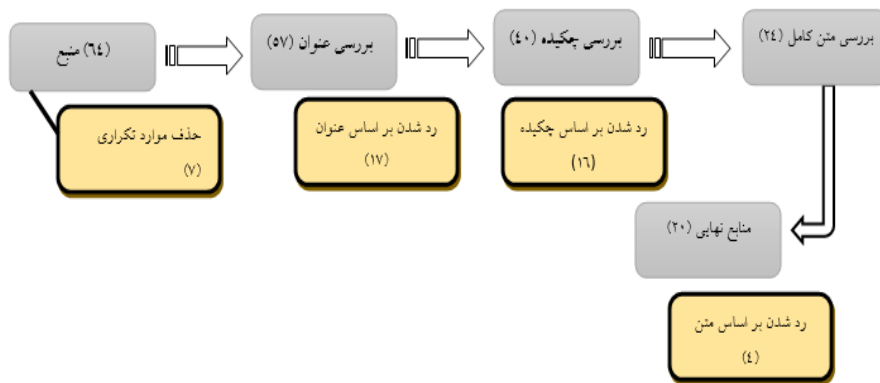 (٦٤) منبع
بررسی عنوان (٥٧)
بررسی چکیده (٤٠)
بررسی متن کامل (٢٤)
حذف موارد تکراری
(٧)
رد شدن بر اساس عنوان
(١٧)
رد شدن بر اساس چکیده
(١٦)
منابع نهایی (٢٠)
رد شدن بر اساس متن
(٤)